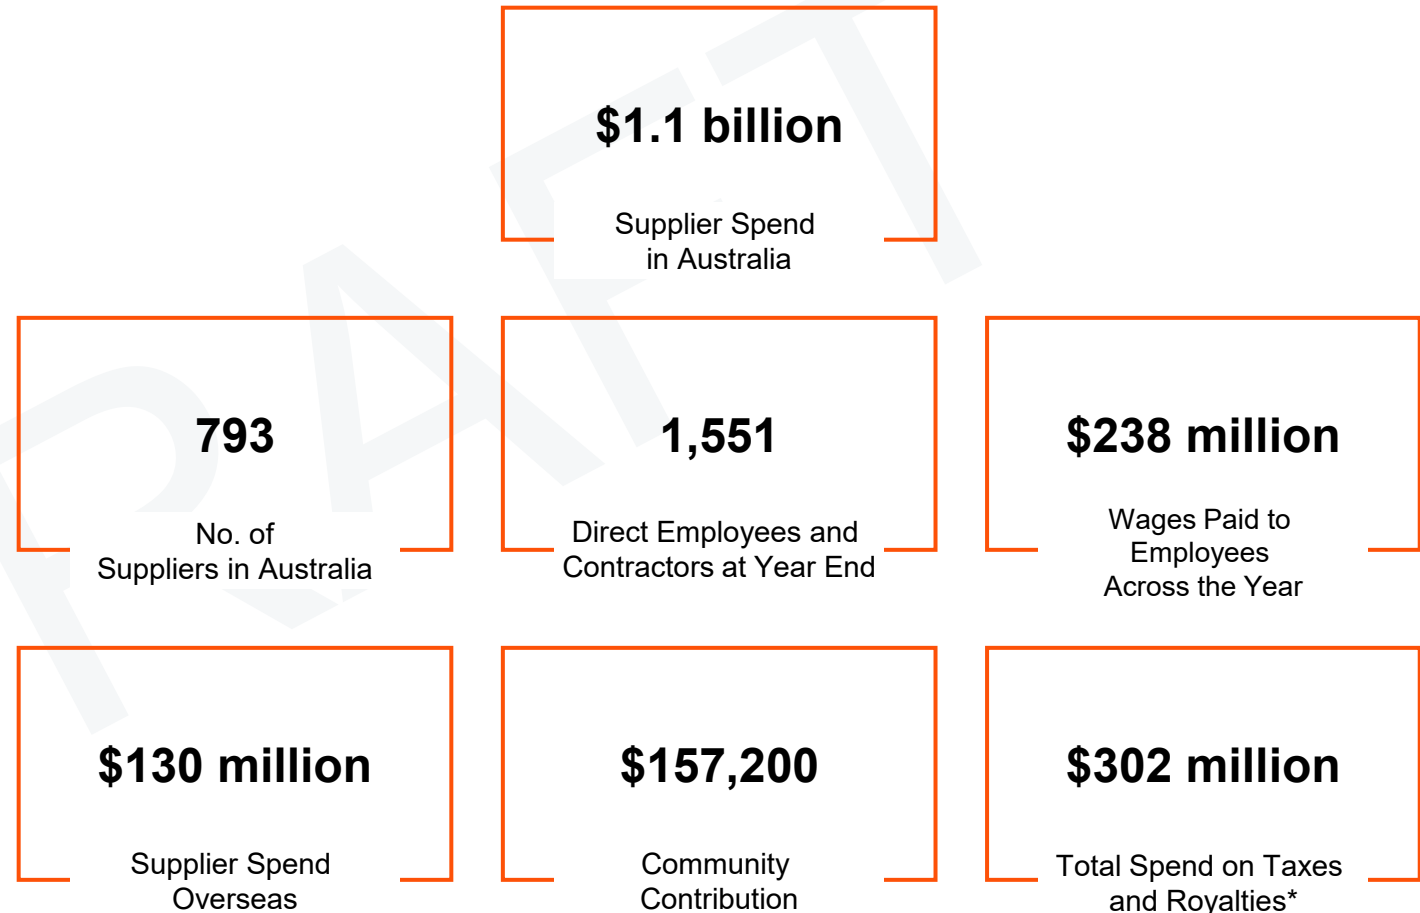 $1.1 billion
Supplier Spend
in Australia
793
No. of
Suppliers in Australia
1,551
Direct Employees and
Contractors at Year End
$238 million
Wages Paid to
Employees
Across the Year
$130 million
Supplier Spend
Overseas
$157,200
Community
Contribution
$302 million
Total Spend on Taxes
and Royalties*
RAFT